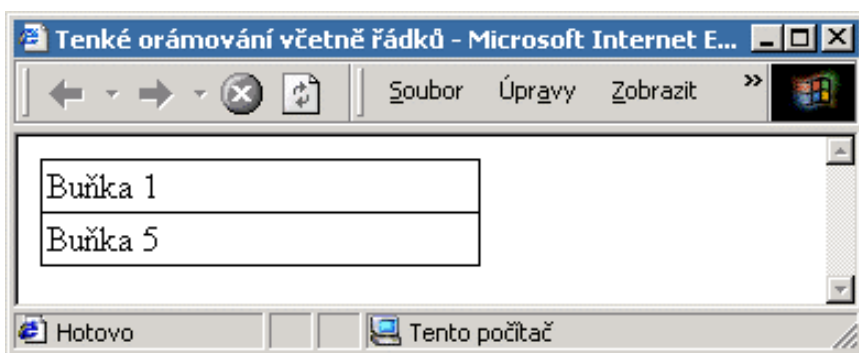 Tenké orámování včetně řádků - Microsoft Internet E...
Soubor Úpravy Zobrazit »
Buňka 1
Buňka 5
Hotovo Tento počítač